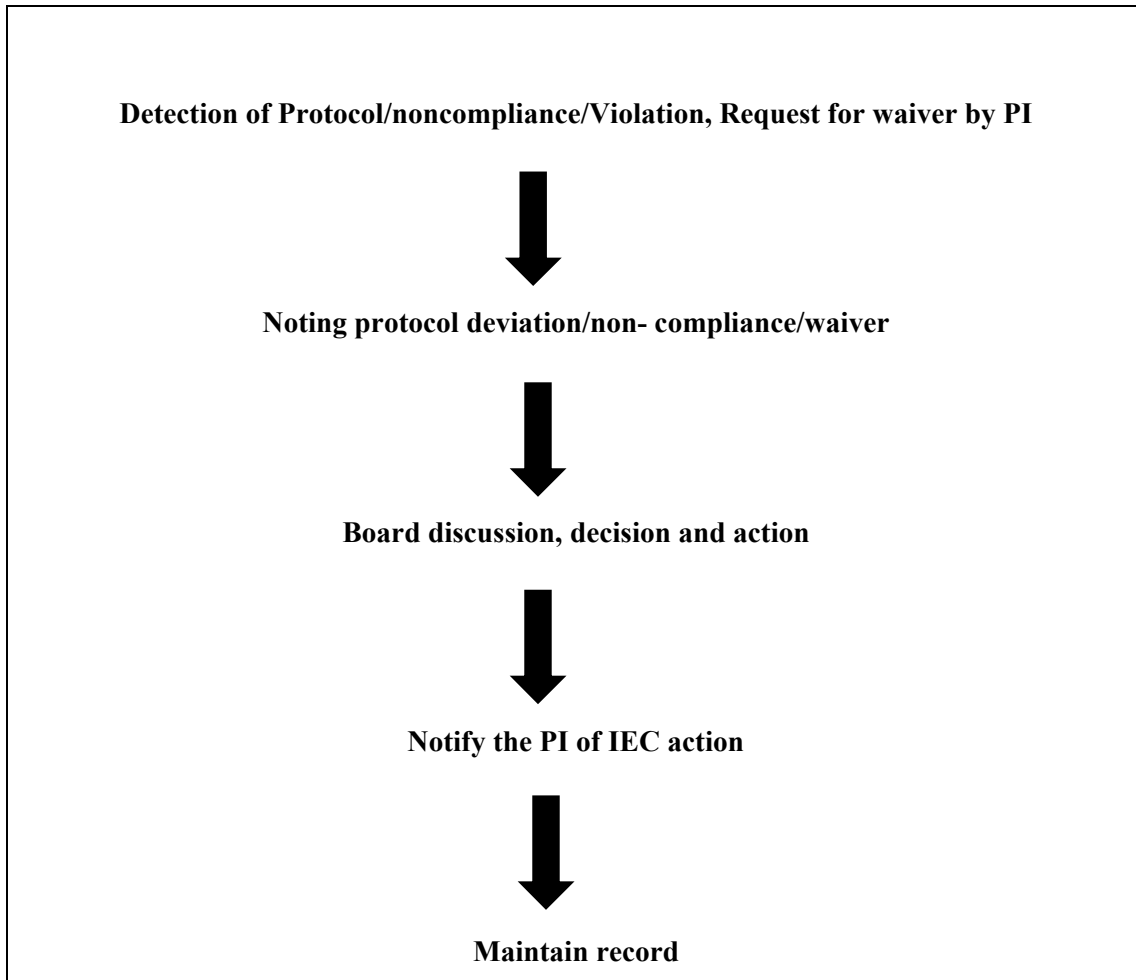 Detection of Protocol/noncompliance/Violation, Request for waiver by PI
Noting protocol deviation/non- compliance/waiver
Board discussion, decision and action
Notify the PI of IEC action
Maintain record